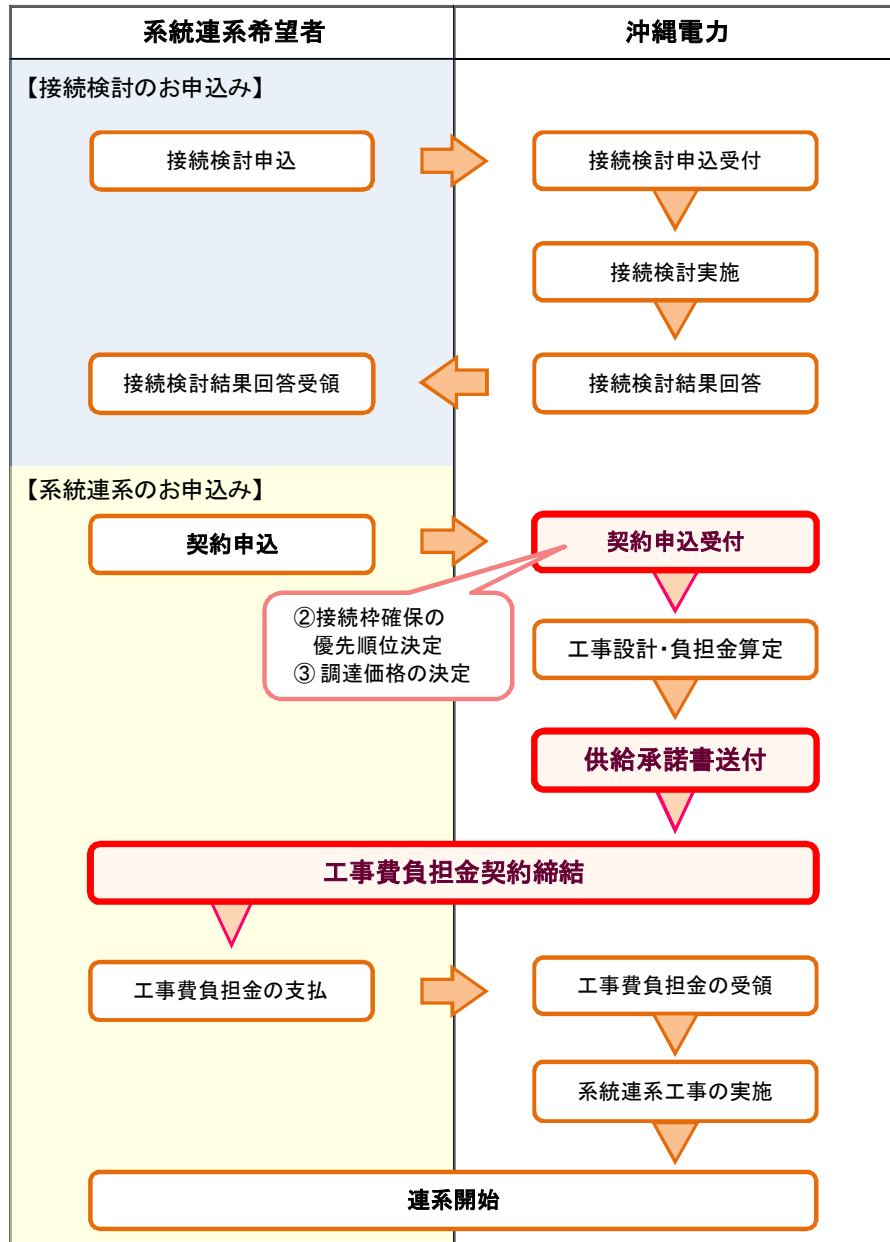 系統連系希望者
沖縄電力
【接続検討のお申込み】
接続検討申込
接続検討申込受付
接続検討実施
接続検討結果回答受領
接続検討結果回答
【系統連系のお申込み】
契約申込
契約申込受付
②接続枠確保の
優先順位決定
③ 調達価格の決定
工事設計・負担金算定
供給承諾書送付
工事費負担金契約締結
工事費負担金の支払
工事費負担金の受領
系統連系工事の実施
連系開始